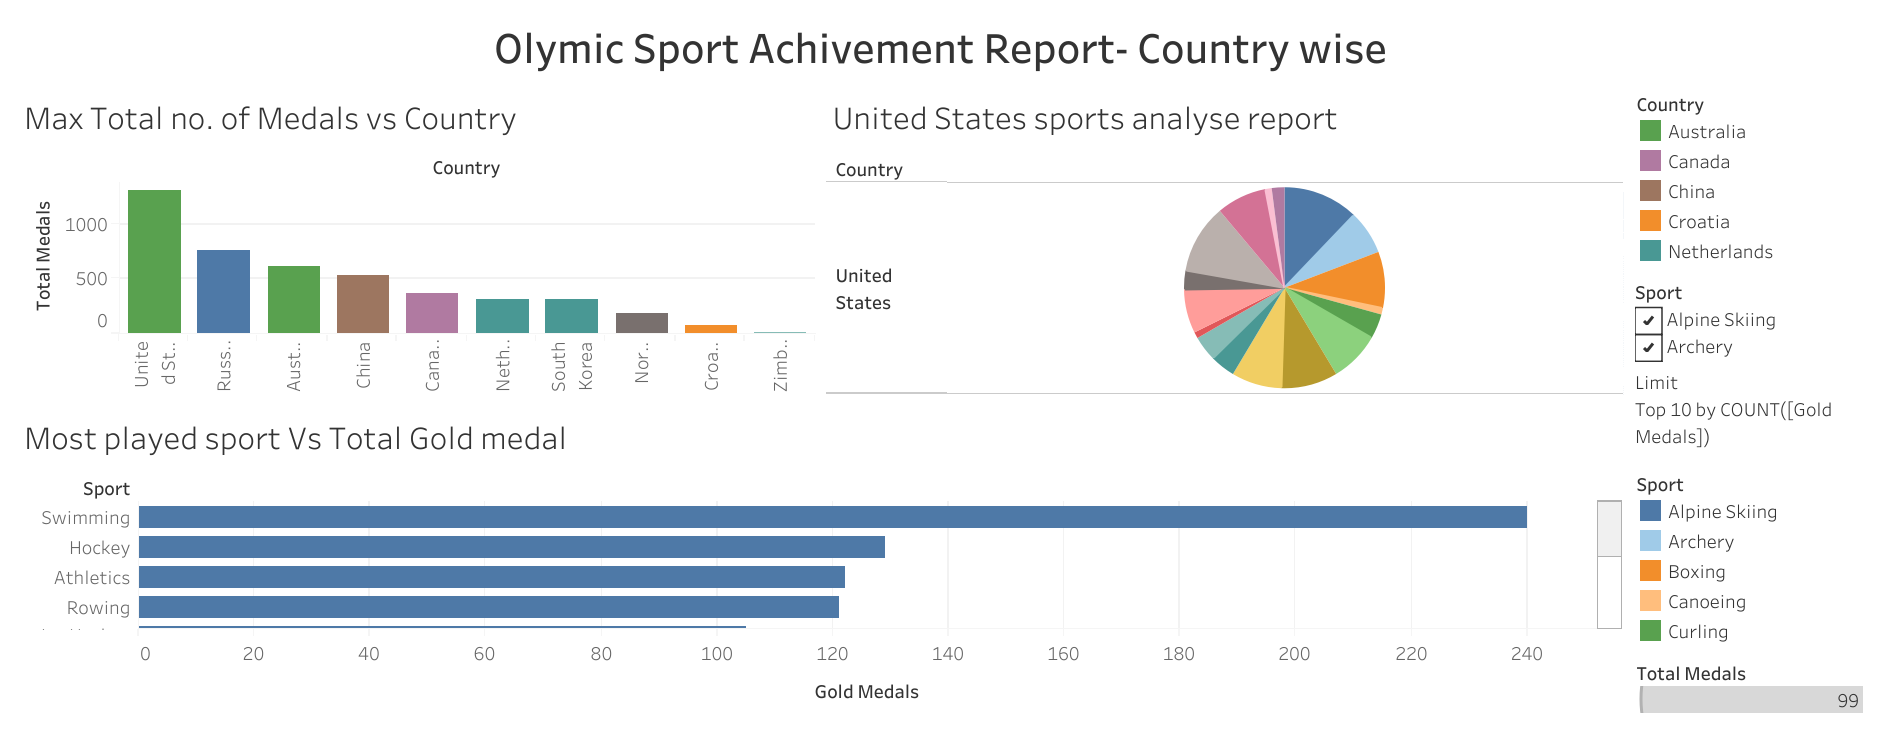 Olymic Sport Achivement Report- Country wise
Max Total no. of Medals vs Country
Country
Total Medals
1000
500
0
Unite
d St..
Russ..
Aust..
China
Cana..
Neth..
South
Korea
Nor..
Croa..
Zimb..
United States sports analyse report
Country
United
States
Most played sport Vs Total Gold medal
Sport
Swimming
Hockey
Athletics
Rowing
0 20 40 60 80 100 120 140 160 180 200 220 240
Gold Medals
Country
Australia
Canada
China
Croatia
Netherlands
Sport
Alpine Skiing
Archery
Limit
Top 10 by COUNT([Gold
Medals])
Sport
Alpine Skiing
Archery
Boxing
Canoeing
Curling
Total Medals
99